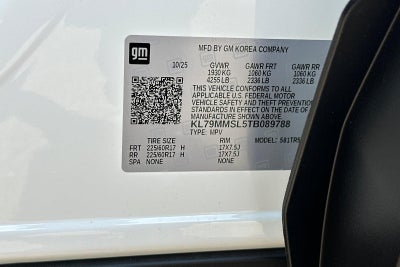 gm
MFD BY GM KOREA COMPANY
10/25 GVWR GAWR FRT GAWR RR
1930 KG 1060 KG 1060 KG
4255 LB 2336 LB 2336 LB
THIS VEHICLE CONFORMS TO ALL
APPLICABLE U.S. FEDERAL MOTOR
VEHICLE SAFETY AND THEFT PREVENTION
STANDARDS IN EFFECT ON THE
DATE OF MANUFACTURE SHOWN ABOVE.
KL79MMSL5TB089788
TYPE: MPV
TIRE SIZE RIM MODEL:
FRT 225/60R17 H 17X7.5J
RR 225/60R17 H 17X7.5J
SPA NONE NONE